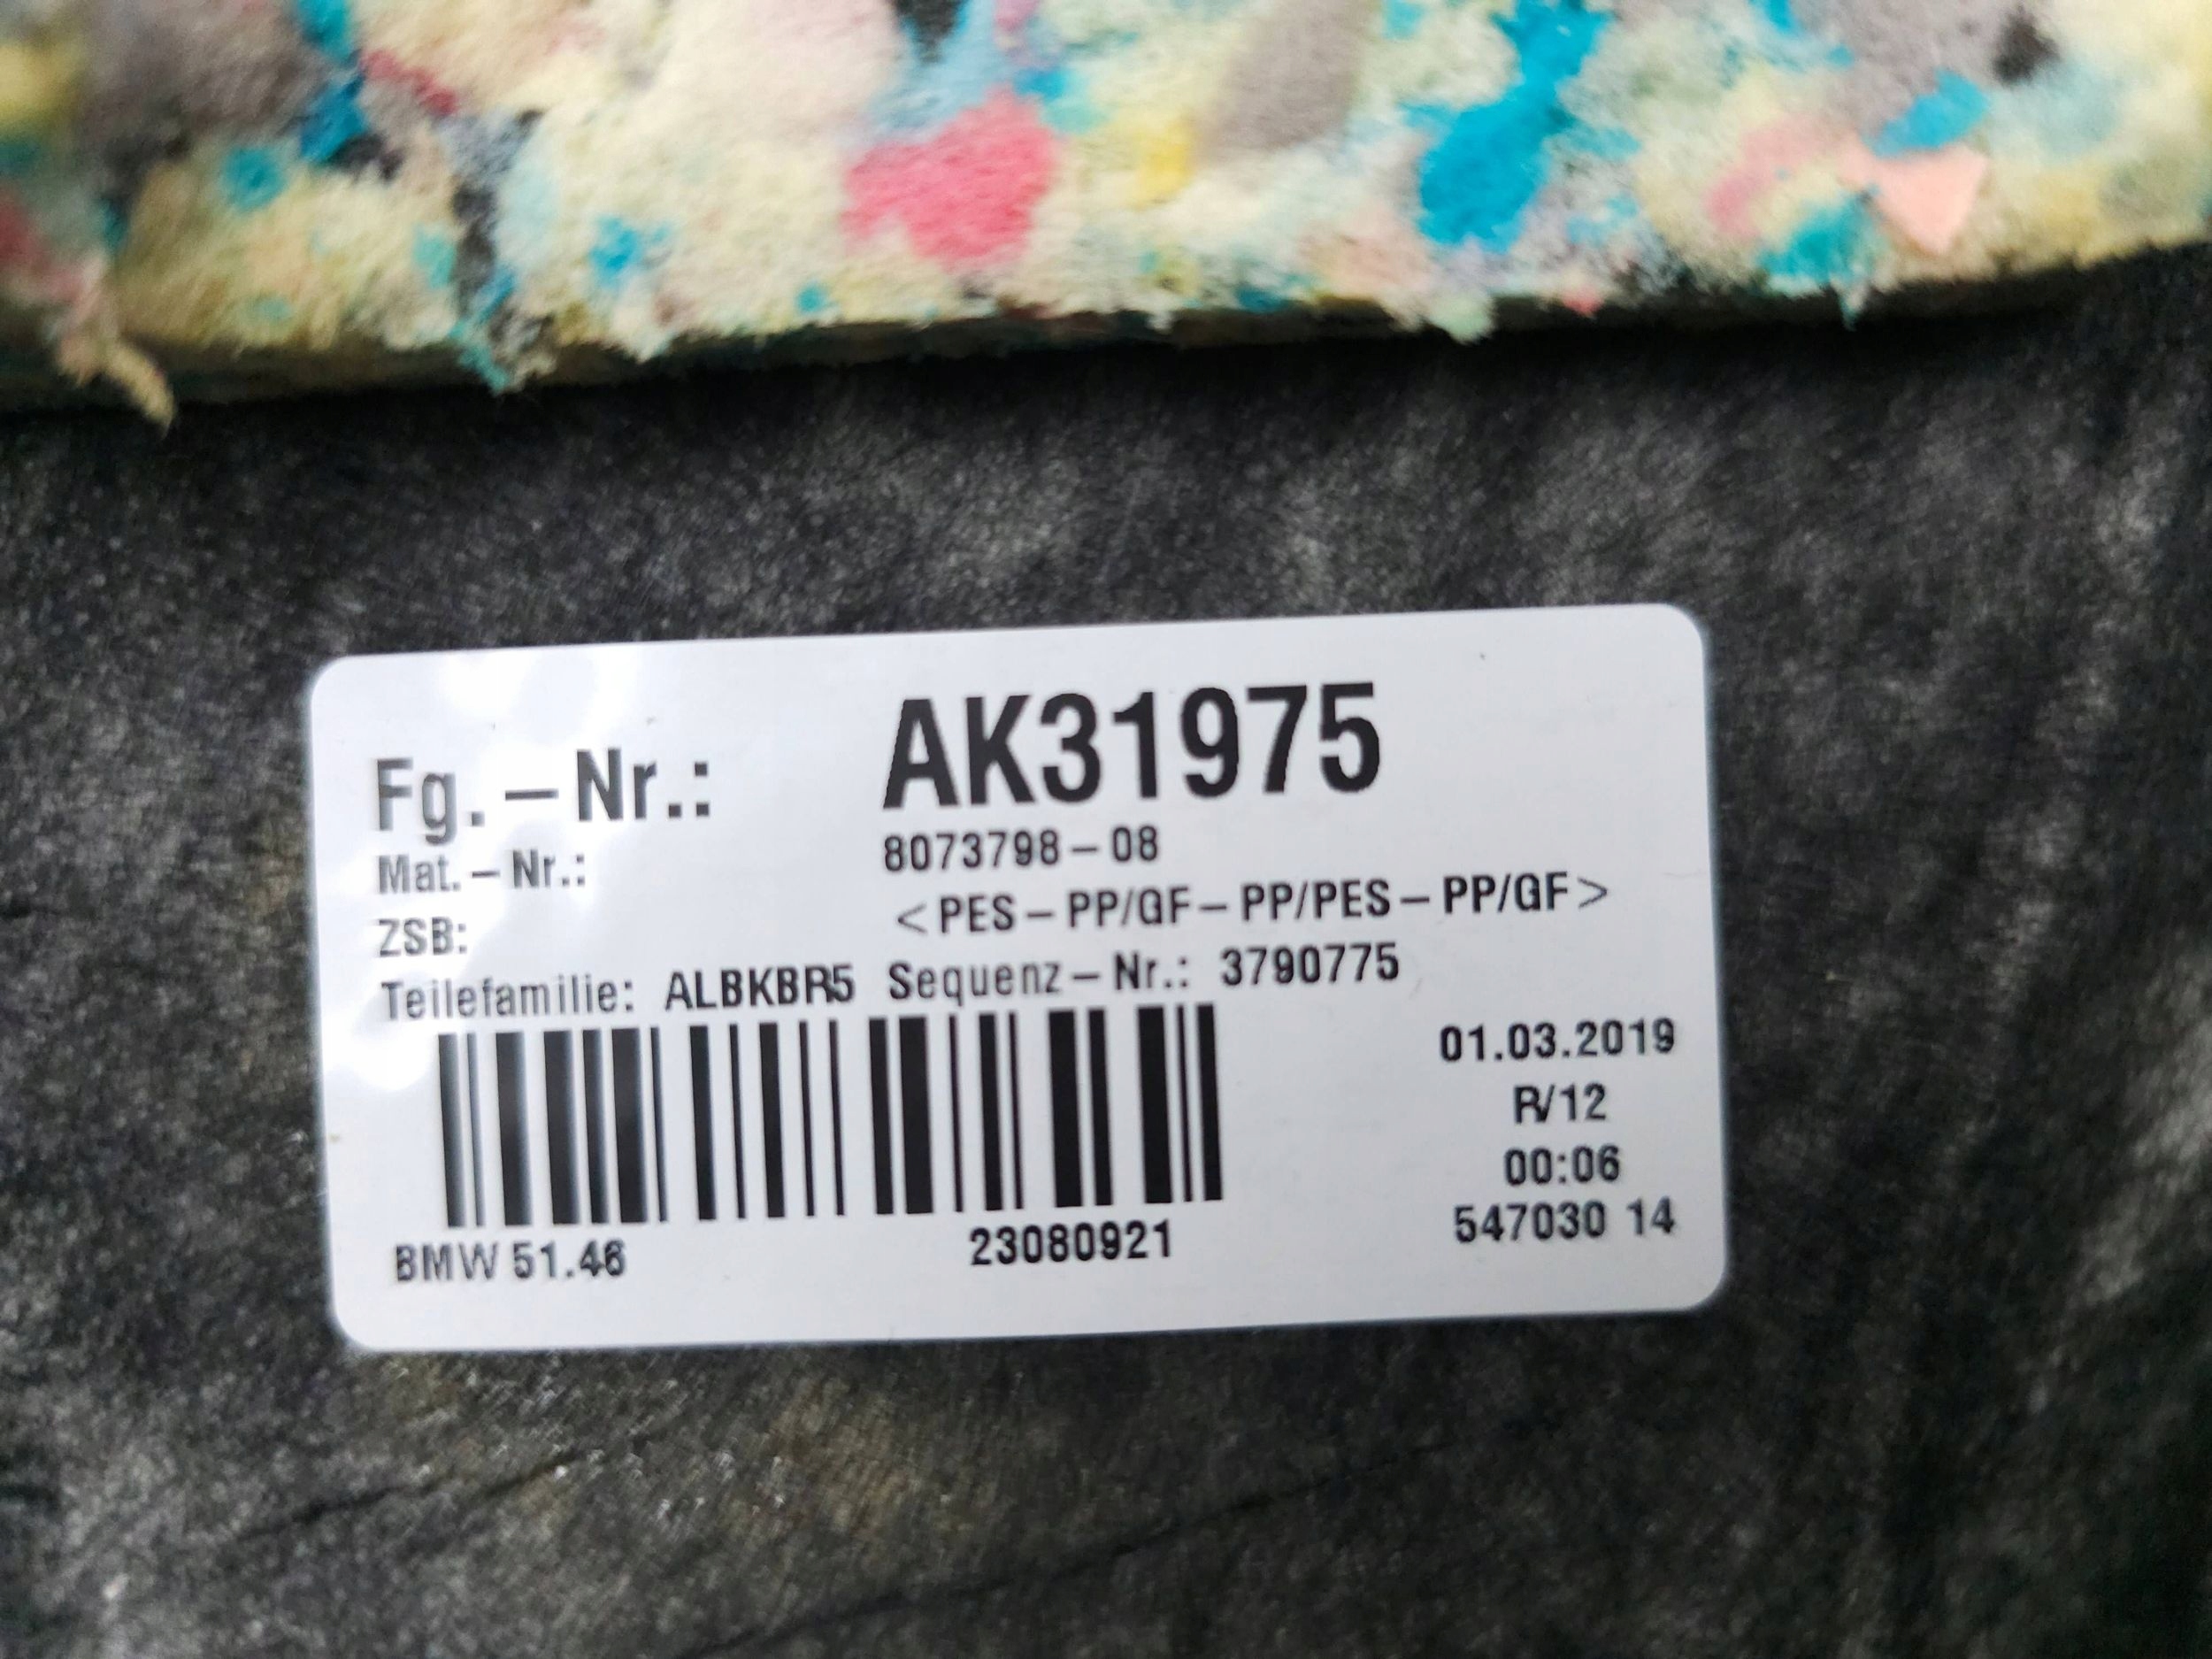 Fg.–Nr.: AK31975
Mat.–Nr.: 8073798–08
ZSB: <PES–PP/GF–PP/PES–PP/GF>
Teilefamilie: ALBKBR5 Sequenz–Nr.: 3790775
01.03.2019
R/12
00:06
547030 14
BMW 51.46 23080921